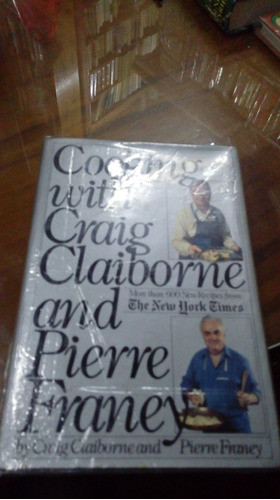 Cooking
with
Craig
Claiborne
More than 600 New Recipes from
and
The New York Times
Pierre
Franey
by Craig Claiborne and Pierre Franey